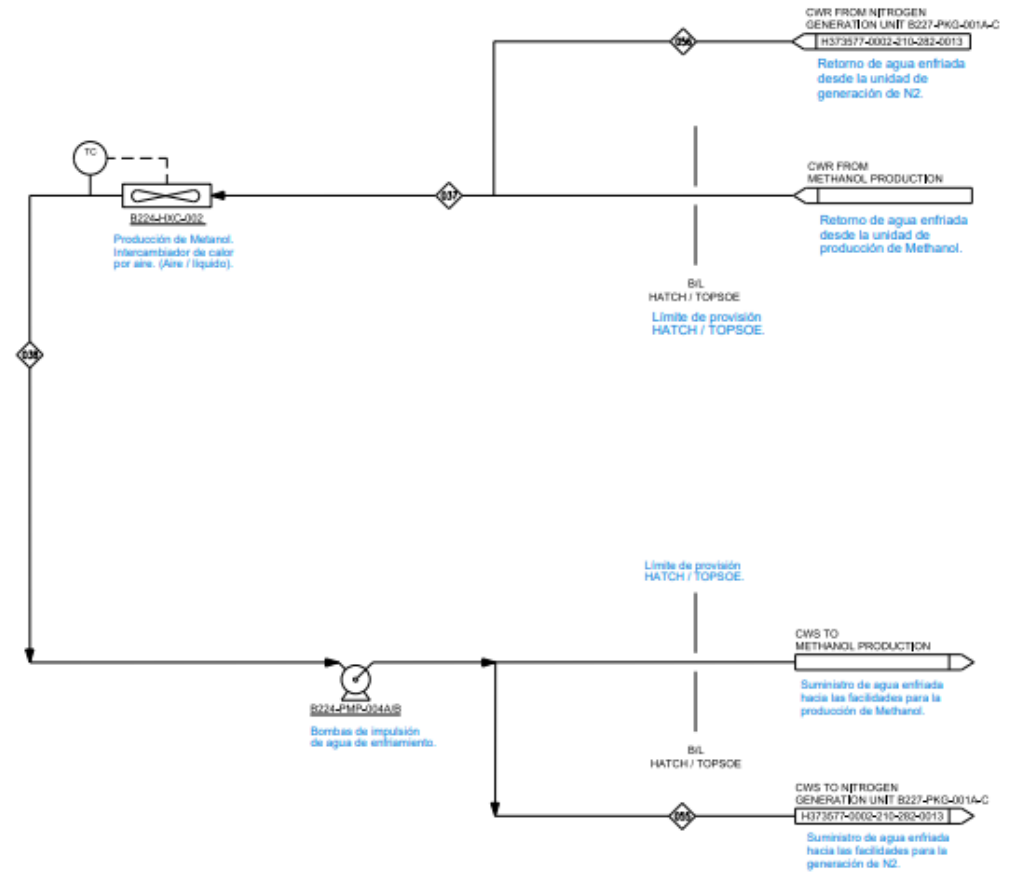 CWR FROM NITROGEN
GENERATION UNIT B227-PKG-001A-C
056
H373577-0002-210-282-0013
Retorno de agua enfriada
desde la unidad de
generación de N2.
TC
CWR FROM
METHANOL PRODUCTION
037
B224-HXC-002
Producción de Metanol.
Intercambiador de calor
por aire. (Aire / líquido).
Retorno de agua enfriada
desde la unidad de
producción de Methanol.
B/L
HATCH / TOPSOE
Límite de provisión
HATCH / TOPSOE.
038
Límite de provisión
HATCH / TOPSOE.
CWS TO
METHANOL PRODUCTION
Suministro de agua enfriada
hacia las facilidades para la
producción de Methanol.
B224-PMP-004A/B
Bombas de impulsión
de agua de enfriamiento.
B/L
HATCH / TOPSOE
CWS TO NITROGEN
GENERATION UNIT B227-PKG-001A-C
055
H373577-0002-210-282-0013
Suministro de agua enfriada
hacia las facilidades para la
generación de N2.